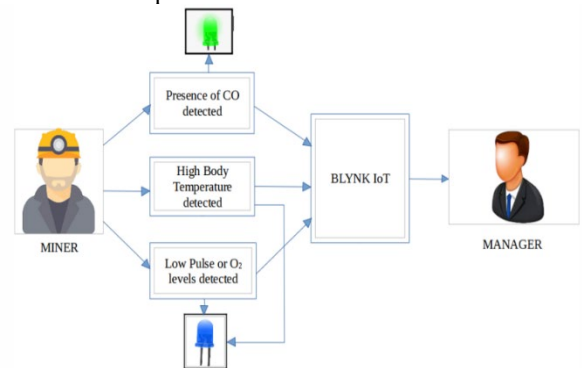 Presence of CO
detected
High Body
Temperature
detected
Low Pulse or O₂
levels detected
BLYNK IoT
MINER
MANAGER